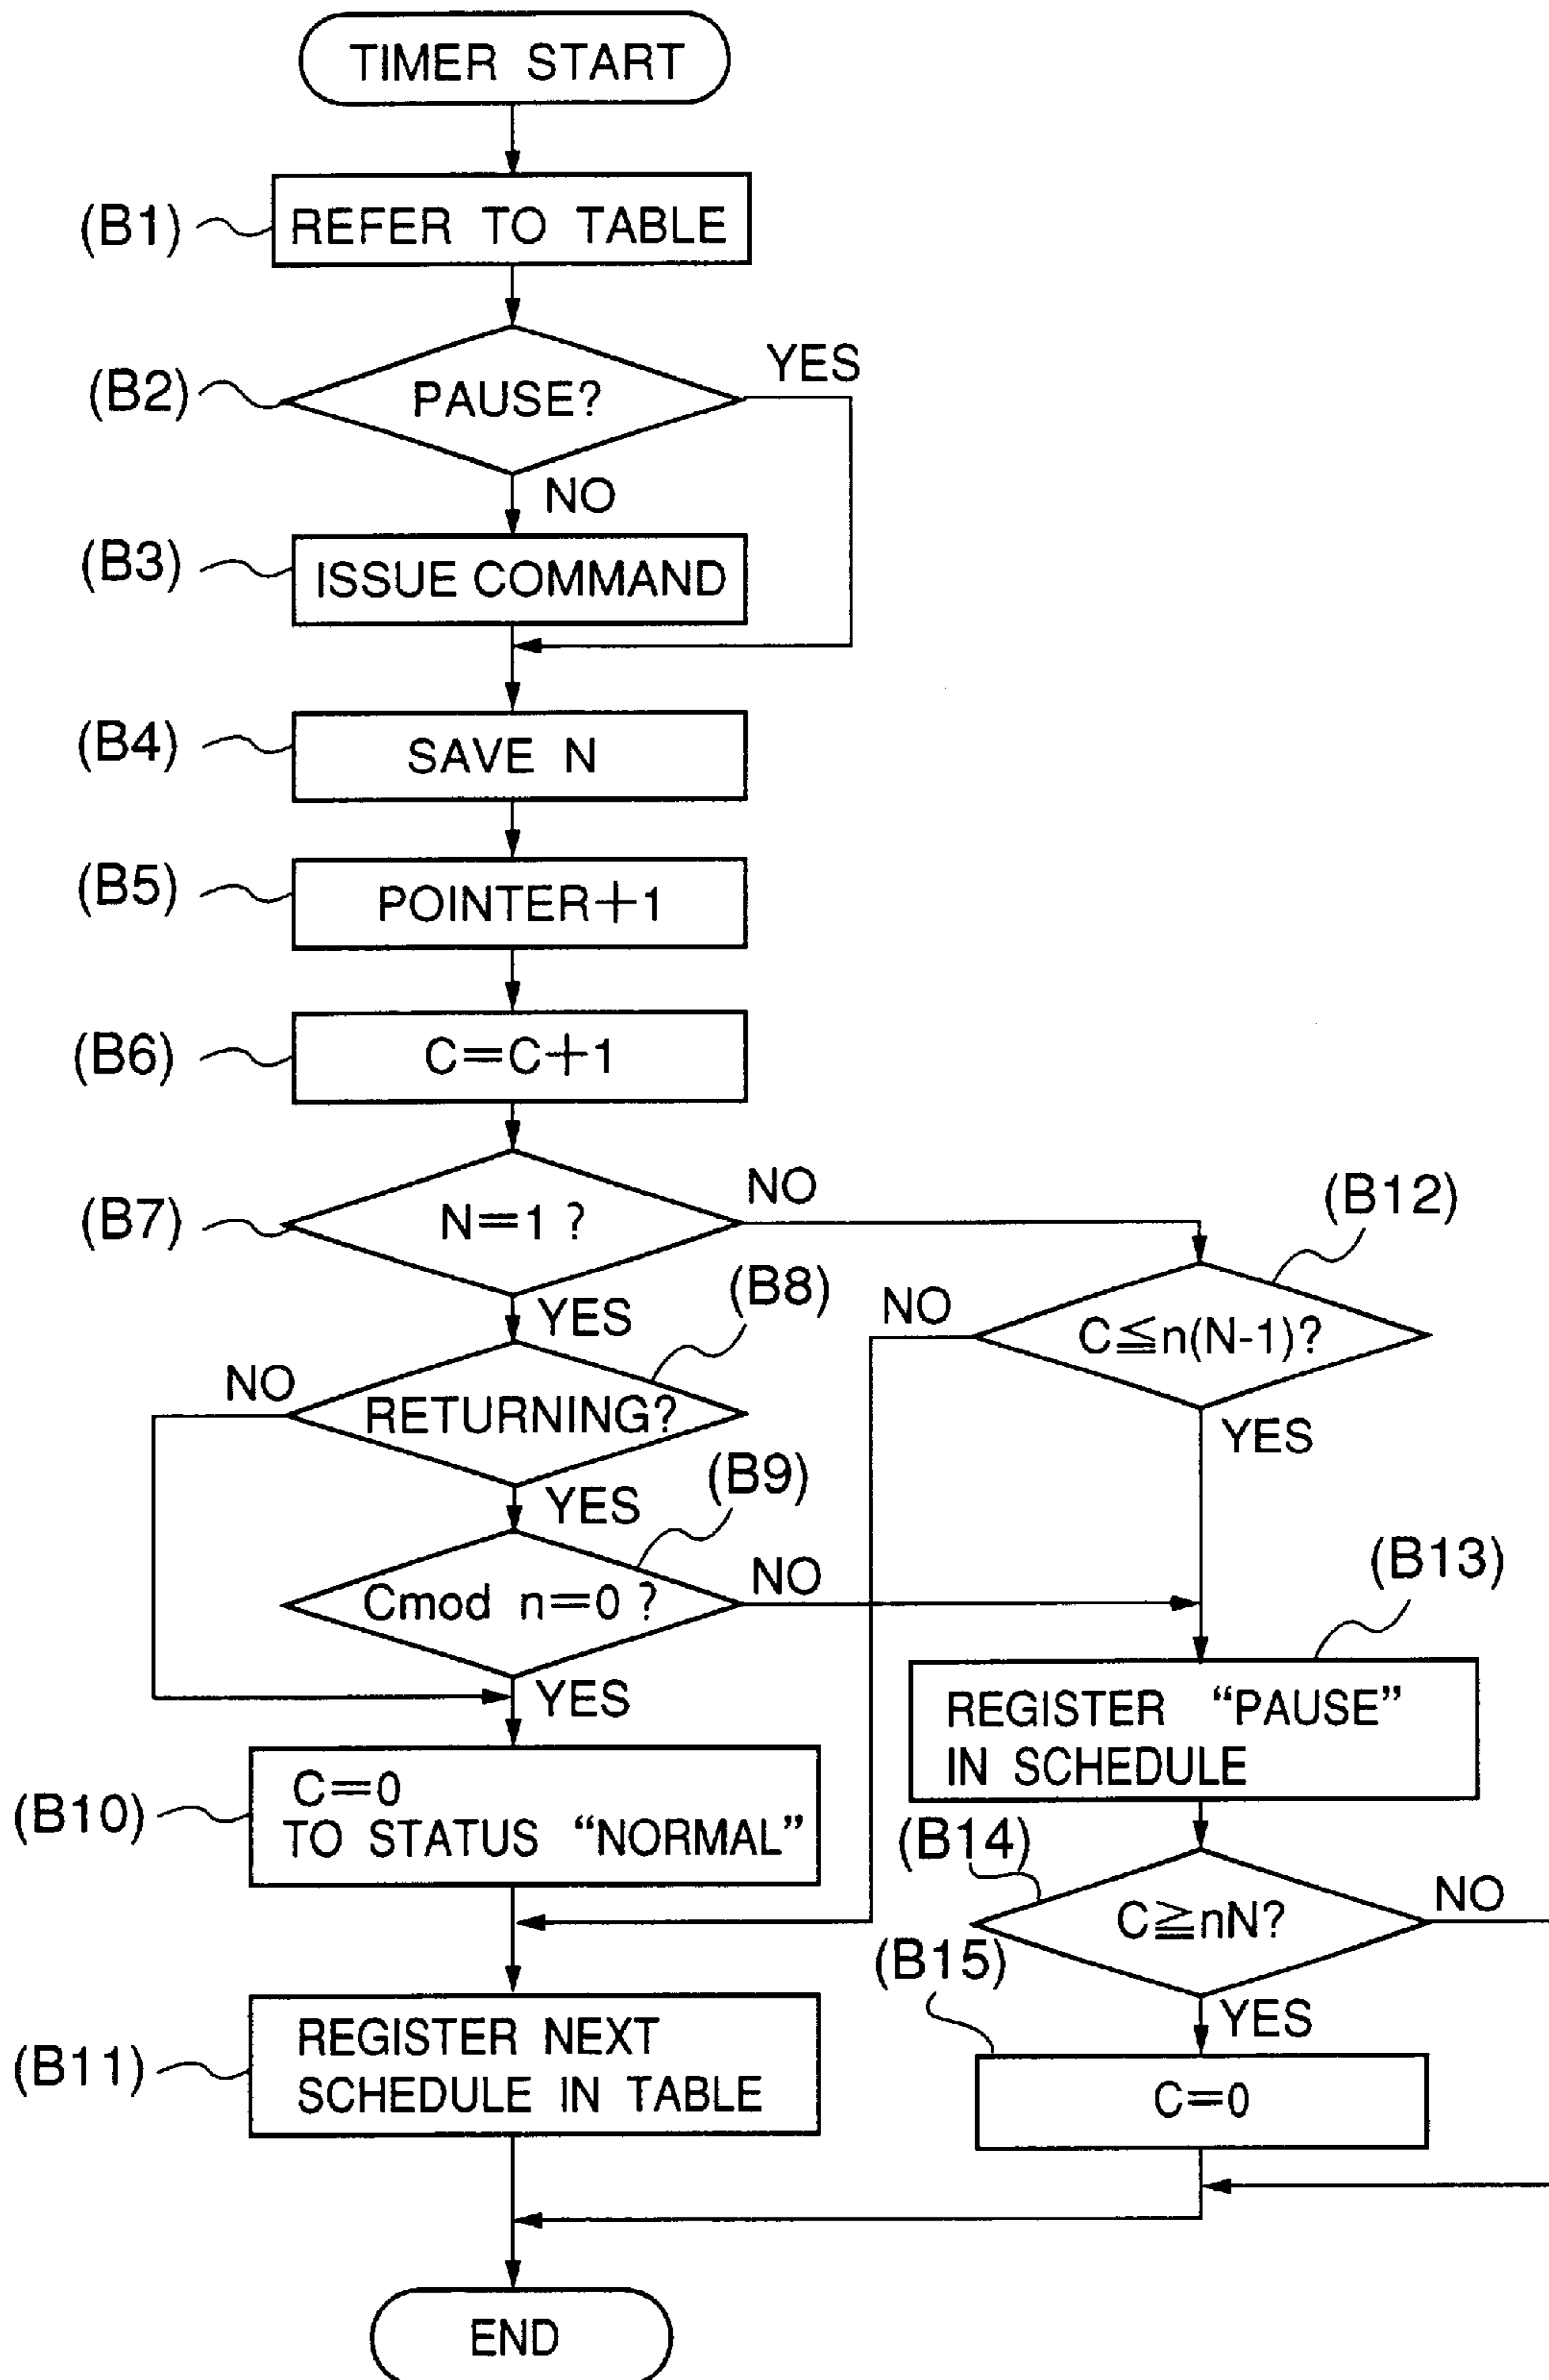 TIMER START
(B1)
REFER TO TABLE
(B2)
PAUSE?
YES
NO
(B3)
ISSUE COMMAND
(B4)
SAVE N
(B5)
POINTER+1
(B6)
C=C+1
(B7)
N=1 ?
NO
YES
(B12)
C≦n(N-1)?
NO
YES
(B8)
RETURNING?
NO
YES
(B9)
Cmod n=0 ?
NO
YES
(B13)
REGISTER “PAUSE”
IN SCHEDULE
(B10)
C=0
TO STATUS “NORMAL”
(B14)
C≧nN?
NO
YES
(B11)
REGISTER NEXT
SCHEDULE IN TABLE
(B15)
C=0
END